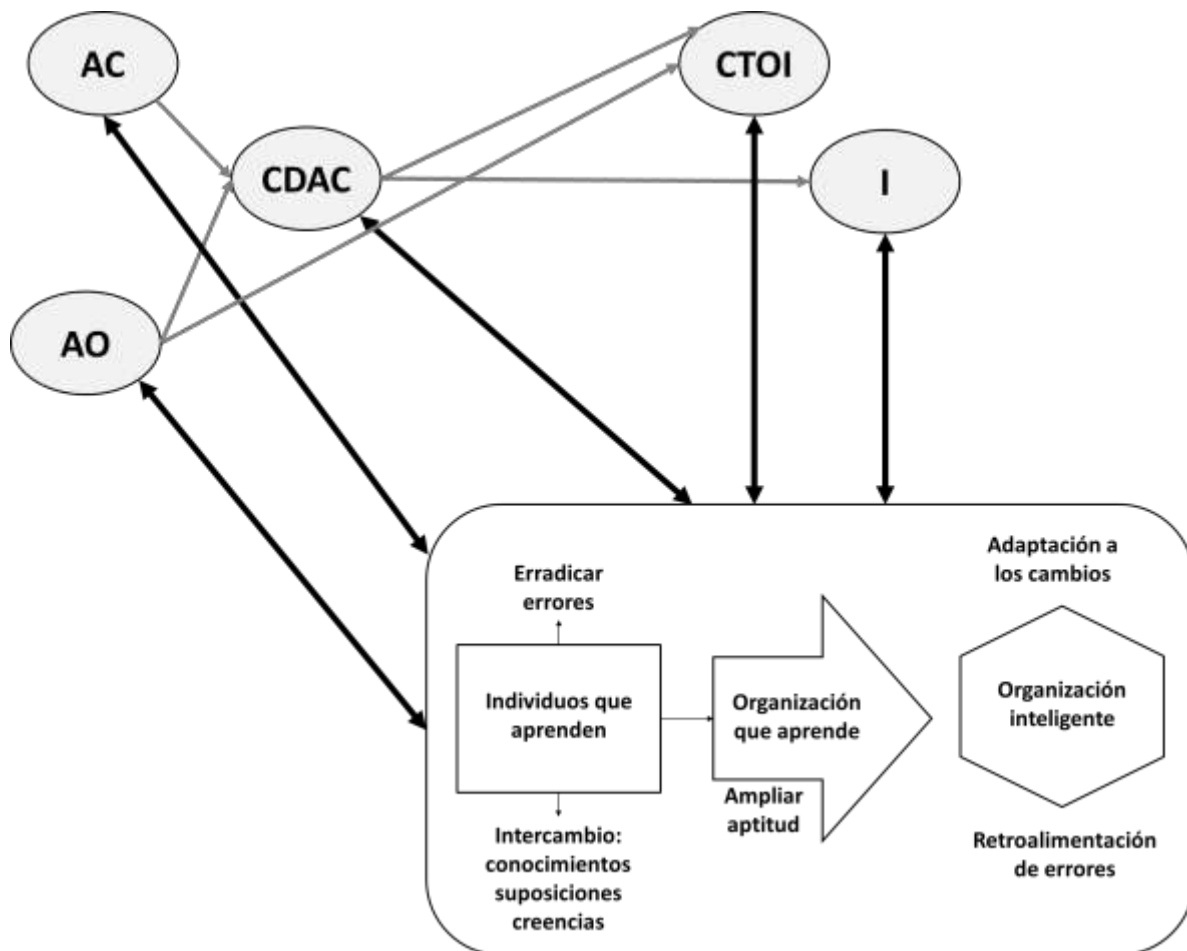 AC
CTOI
CDAC
I
AO
Erradicar
errores
Individuos que
aprenden
Intercambio:
conocimientos
suposiciones
creencias
Organización
que aprende
Ampliar
aptitud
Adaptación a
los cambios
Organización
inteligente
Retroalimentación
de errores